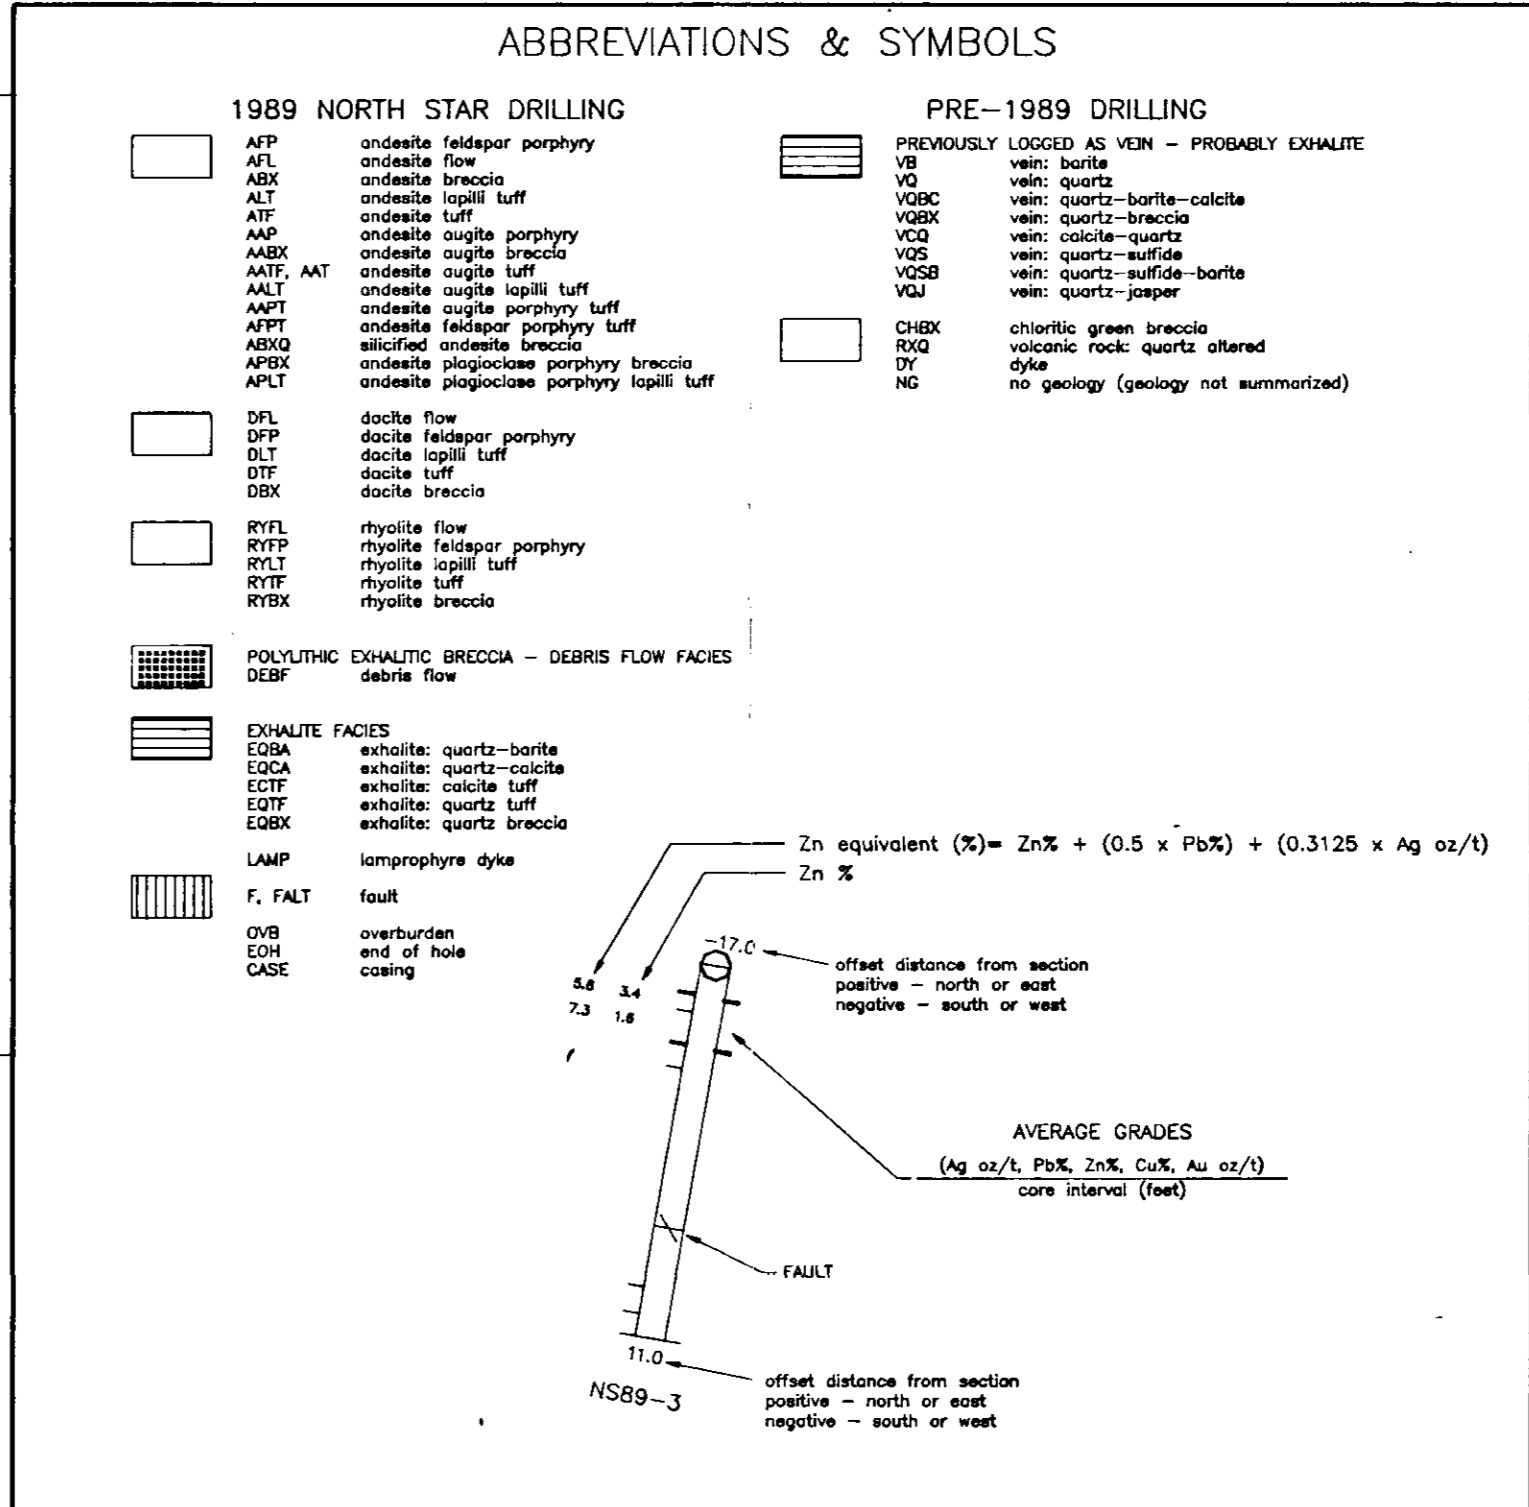 ABBREVIATIONS & SYMBOLS
1989 NORTH STAR DRILLING
AFP andesite feldspar porphyry
AFL andesite flow
ABX andesite breccia
ALT andesite lapilli tuff
ATF andesite tuff
AAP andesite augite porphyry
AABX andesite augite breccia
AATF, AAT andesite augite tuff
AALT andesite augite lapilli tuff
AAPT andesite augite porphyry tuff
AFPT andesite feldspar porphyry tuff
ABXQ silicified andesite breccia
APBX andesite plagioclase porphyry breccia
APLT andesite plagioclase porphyry lapilli tuff
DFL dacite flow
DFP dacite feldspar porphyry
DLT dacite lapilli tuff
DTF dacite tuff
DBX dacite breccia
RYFL rhyolite flow
RYFP rhyolite feldspar porphyry
RYLT rhyolite lapilli tuff
RYTF rhyolite tuff
RYBX rhyolite breccia
POLYLITHIC EXHALITIC BRECCIA – DEBRIS FLOW FACIES
DEBF debris flow
EXHALITE FACIES
EQBA exhalite: quartz–barite
EQCA exhalite: quartz–calcite
ECTF exhalite: calcite tuff
EQTF exhalite: quartz tuff
EQBX exhalite: quartz breccia
LAMP lamprophyre dyke
F, FALT fault
OVB overburden
EOH end of hole
CASE casing
PRE–1989 DRILLING
PREVIOUSLY LOGGED AS VEIN – PROBABLY EXHALITE
VB vein: barite
VQ vein: quartz
VQBC vein: quartz–barite–calcite
VQBX vein: quartz–breccia
VCQ vein: calcite–quartz
VQS vein: quartz–sulfide
VQSB vein: quartz–sulfide–barite
VQJ vein: quartz–jasper
CHBX chloritic green breccia
RXQ volcanic rock: quartz altered
DY dyke
NG no geology (geology not summarized)
Zn equivalent (%)= Zn% + (0.5 x Pb%) + (0.3125 x Ag oz/t)
Zn %
–17.0
offset distance from section
positive – north or east
negative – south or west
5.8 3.4
7.3 1.6
AVERAGE GRADES
(Ag oz/t, Pb%, Zn%, Cu%, Au oz/t)
core interval (feet)
FAULT
11.0
NS89–3
offset distance from section
positive – north or east
negative – south or west